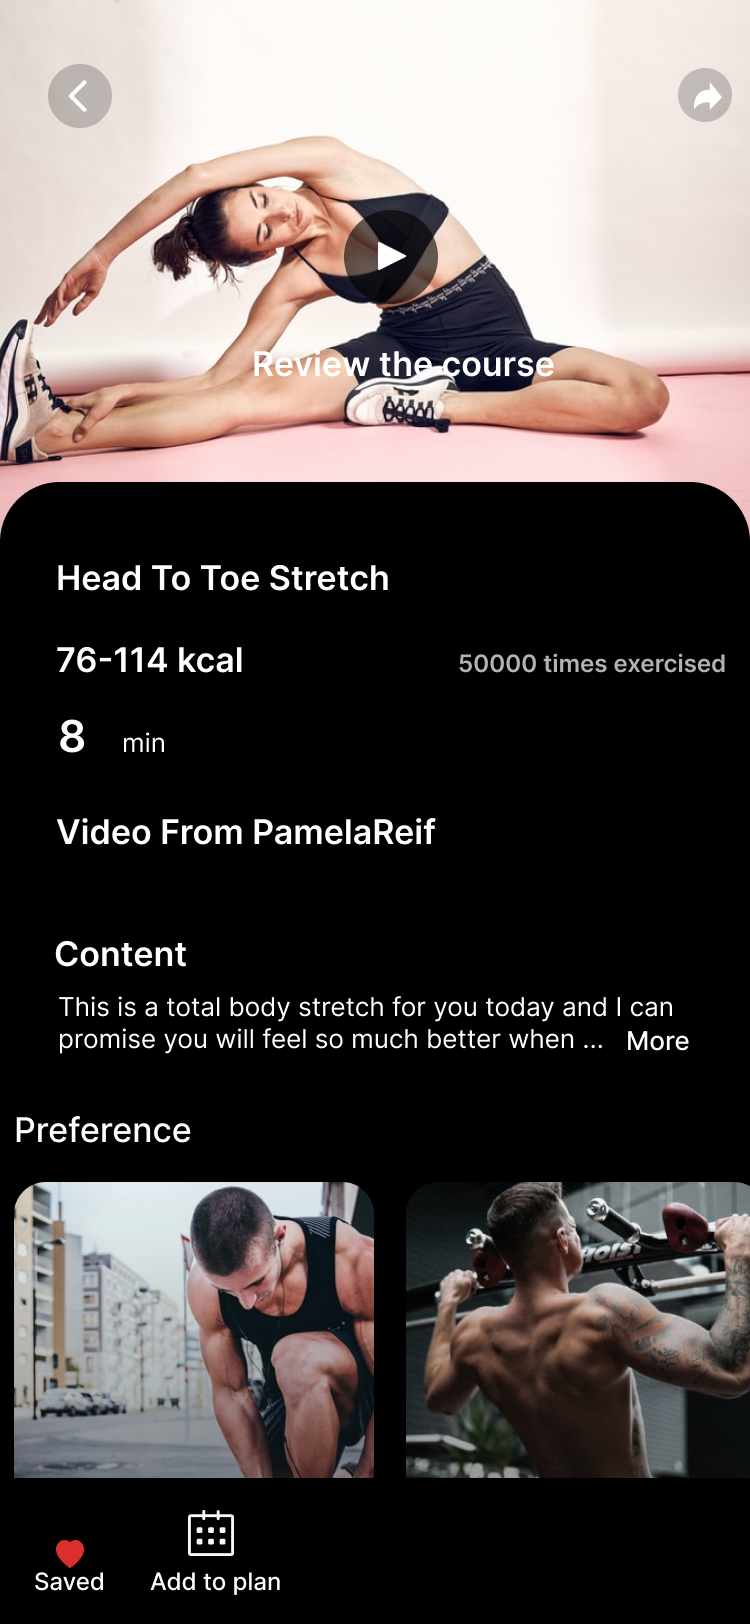 Review the course
Head To Toe Stretch
76-114 kcal
50000 times exercised
8 min
Video From PamelaReif
Content
This is a total body stretch for you today and I can
promise you will feel so much better when ... More
Preference
Saved
Add to plan